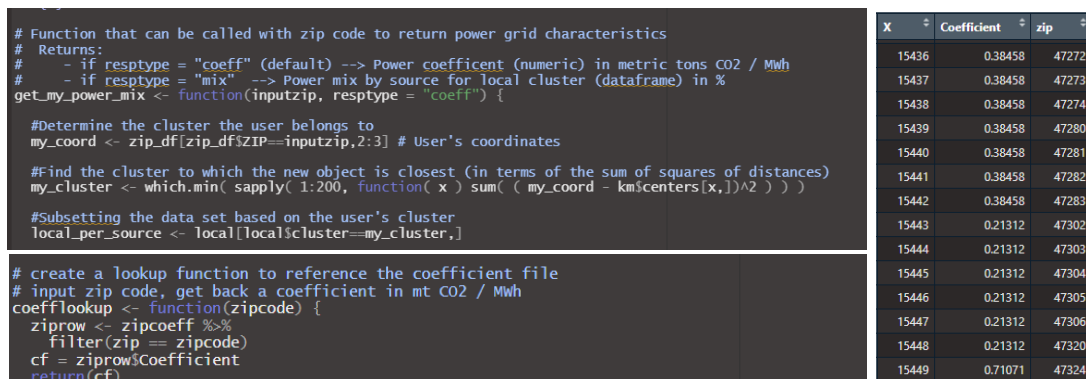 # Function that can be called with zip code to return power grid characteristics
#  Returns:
#     - if resptype = "coeff" (default) --> Power coefficent (numeric) in metric tons CO2 / MWh
#     - if resptype = "mix"  --> Power mix by source for local cluster (dataframe) in %
get_my_power_mix <- function(inputzip, resptype = "coeff") {
#Determine the cluster the user belongs to
my_coord <- zip_df[zip_df$ZIP==inputzip,2:3] # User's coordinates
#Find the cluster to which the new object is closest (in terms of the sum of squares of distances)
my_cluster <- which.min( sapply( 1:200, function( x ) sum( ( my_coord - km$centers[x,])^2 ) ) )
#Subsetting the data set based on the user's cluster
local_per_source <- local[local$cluster==my_cluster,]
# create a lookup function to reference the coefficient file
# input zip code, get back a coefficient in mt CO2 / MWh
coefflookup <- function(zipcode) {
ziprow <- zipcoeff %>%
filter(zip == zipcode)
cf = ziprow$Coefficient
return(cf)
X Coefficient zip
15436 0.38458 47272
15437 0.38458 47273
15438 0.38458 47274
15439 0.38458 47280
15440 0.38458 47281
15441 0.38458 47282
15442 0.38458 47283
15443 0.21312 47302
15444 0.21312 47303
15445 0.21312 47304
15446 0.21312 47305
15447 0.21312 47306
15448 0.21312 47320
15449 0.71071 47324